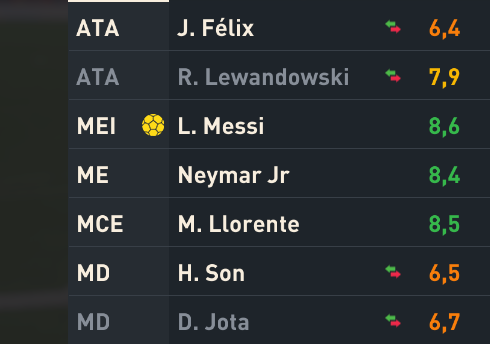 ATA J. Félix 6,4
ATA R. Lewandowski 7,9
MEI L. Messi 8,6
ME Neymar Jr 8,4
MCE M. Llorente 8,5
MD H. Son 6,5
MD D. Jota 6,7